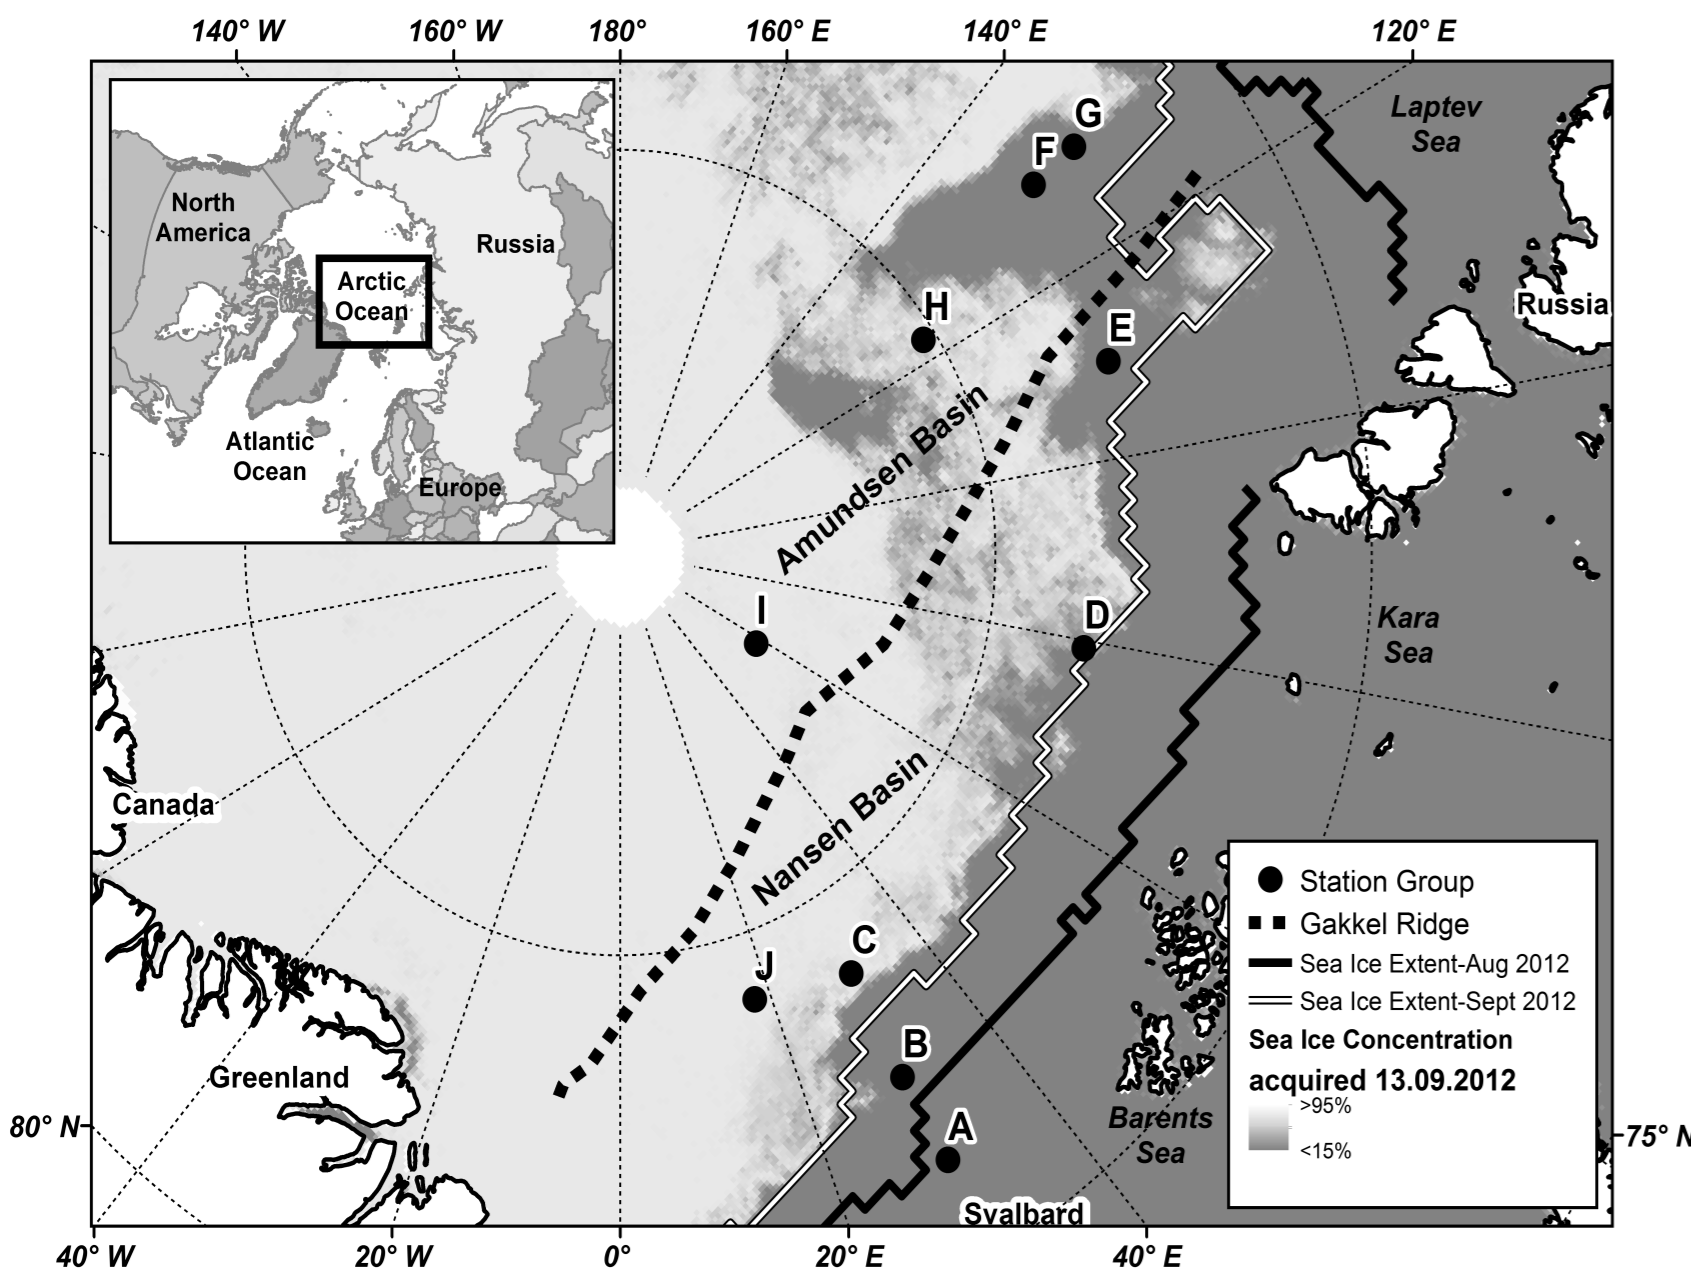 140° W
160° W
180°
160° E
140° E
120° E
North
America
Russia
Arctic
Ocean
Atlantic
Ocean
Europe
Laptev
Sea
G
F
H
E
Russia
Amundsen Basin
I
D
Kara
Sea
Canada
Nansen Basin
C
J
B
A
Greenland
Barents
Sea
Svalbard
Station Group
Gakkel Ridge
Sea Ice Extent-Aug 2012
Sea Ice Extent-Sept 2012
Sea Ice Concentration
acquired 13.09.2012
>95%
<15%
80° N
75° N
40° W
20° W
0°
20° E
40° E